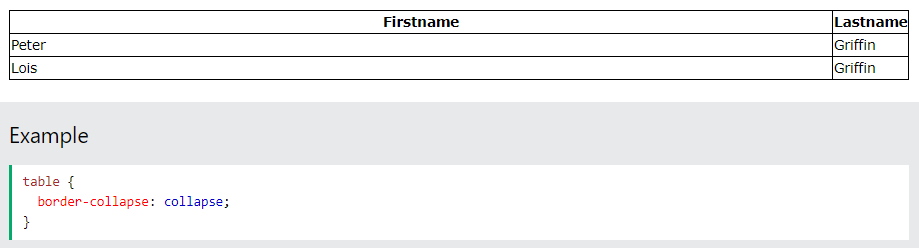 Firstname Lastname
Peter Griffin
Lois Griffin
Example
table {
  border-collapse: collapse;
}